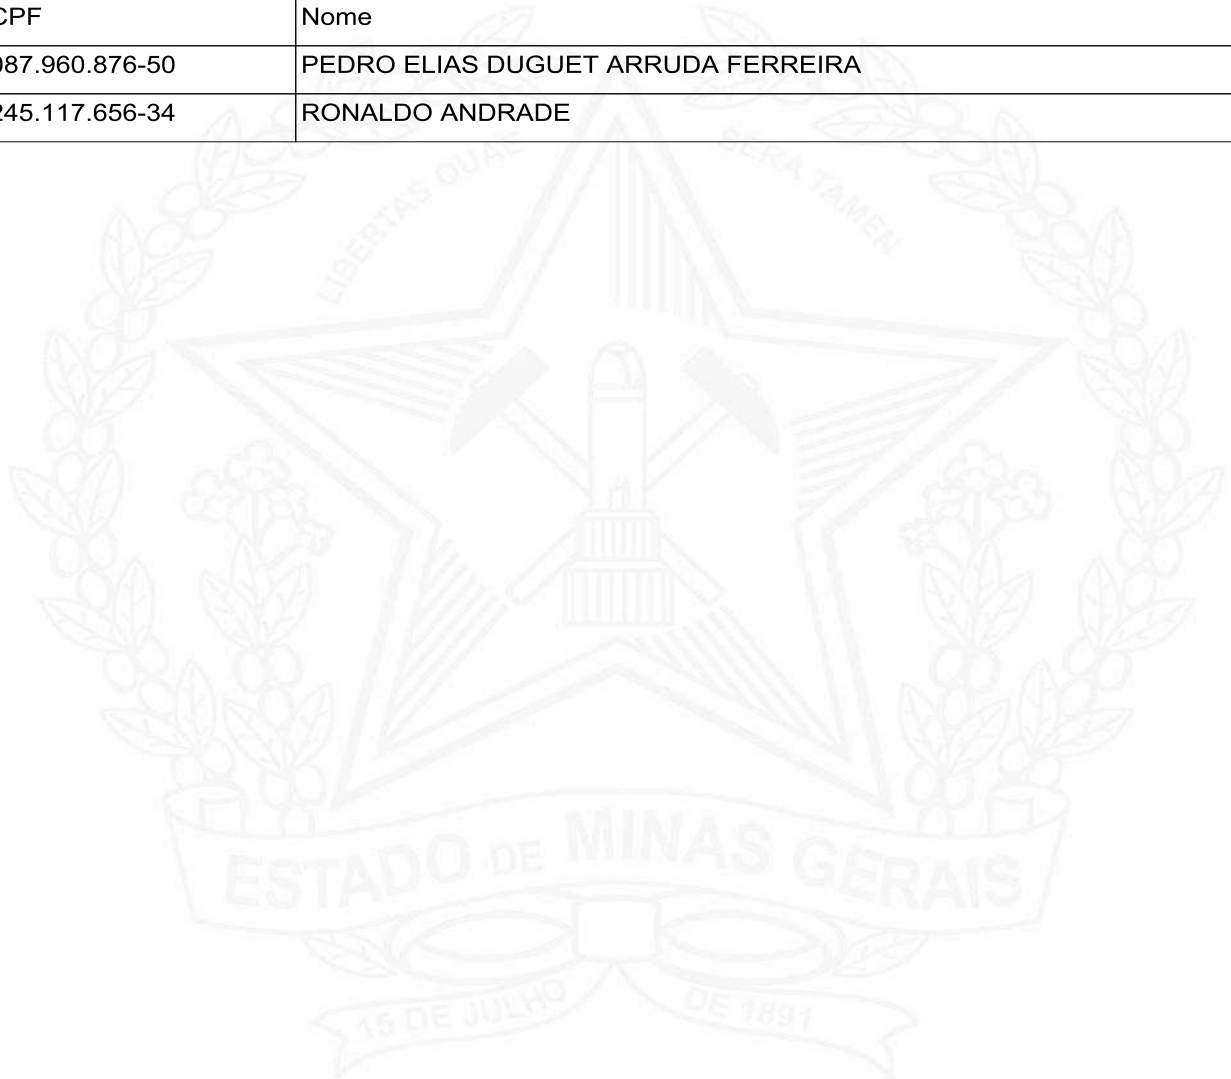 CPF Nome
087.960.876-50 PEDRO ELIAS DUGUET ARRUDA FERREIRA
245.117.656-34 RONALDO ANDRADE
LIBERTAS QUAE SERA TAMEN
ESTADO DE MINAS GERAIS
15 DE JULHO DE 1891